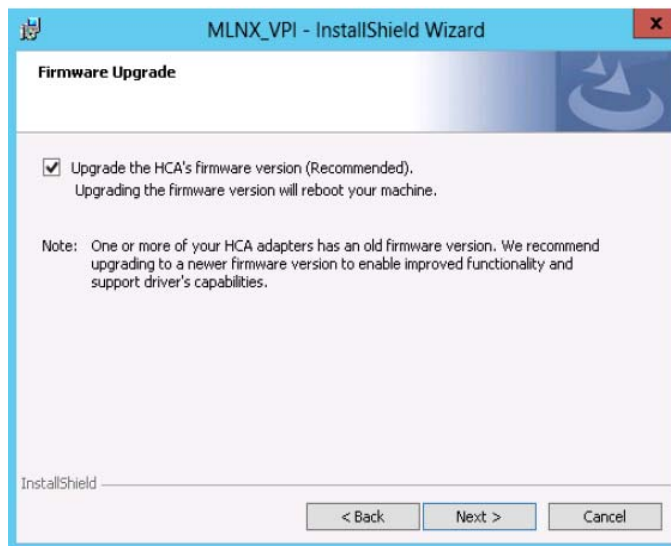 MLNX_VPI - InstallShield Wizard
x
Firmware Upgrade
Upgrade the HCA's firmware version (Recommended).
Upgrading the firmware version will reboot your machine.
Note: One or more of your HCA adapters has an old firmware version. We recommend
upgrading to a newer firmware version to enable improved functionality and
support driver's capabilities.
InstallShield
< Back
Next >
Cancel